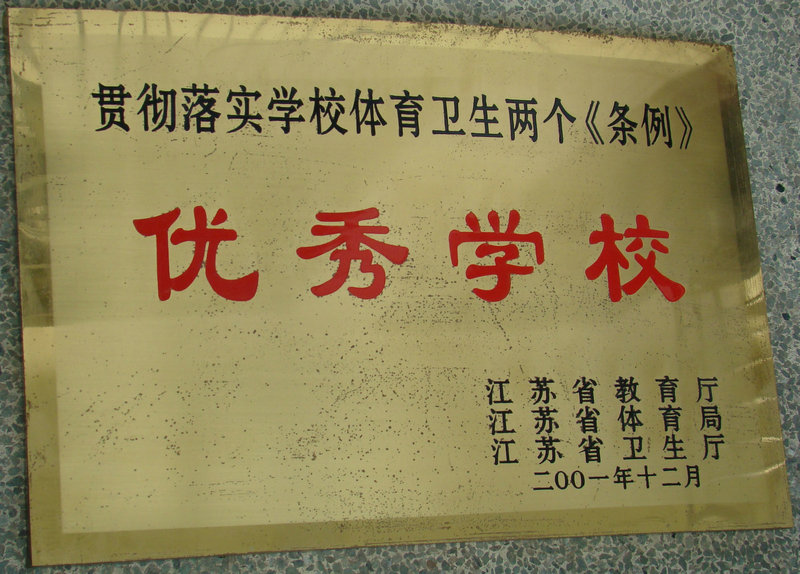 贯彻落实学校体育卫生两个《条例》
优秀学校
江苏省教育厅
江苏省体育局
江苏省卫生厅
二00一年十二月